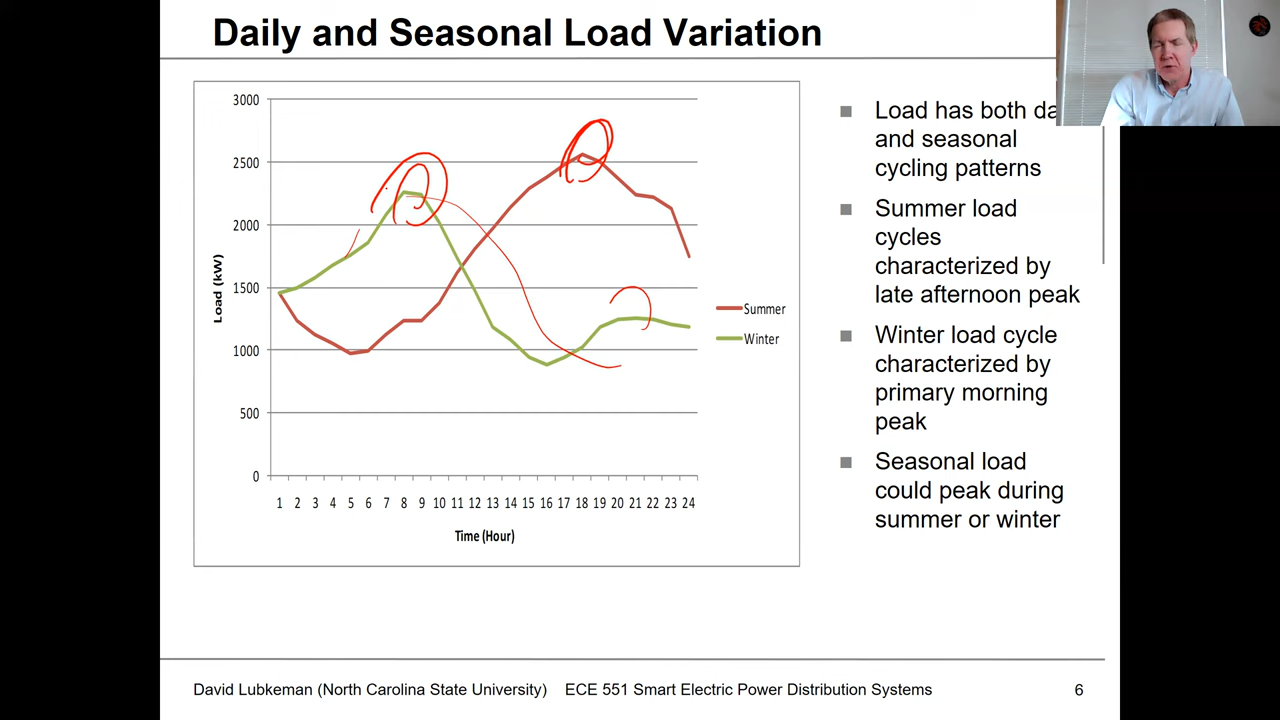 Daily and Seasonal Load Variation
3000
2500
2000
1500
1000
500
0
Load (kW)
1 2 3 4 5 6 7 8 9 10 11 12 13 14 15 16 17 18 19 20 21 22 23 24
Time (Hour)
Summer
Winter
Load has both
and seasonal
cycling patterns
Summer load
cycles
characterized by
late afternoon peak
Winter load cycle
characterized by
primary morning
peak
Seasonal load
could peak during
summer or winter
David Lubkeman (North Carolina State University) ECE 551 Smart Electric Power Distribution Systems 6